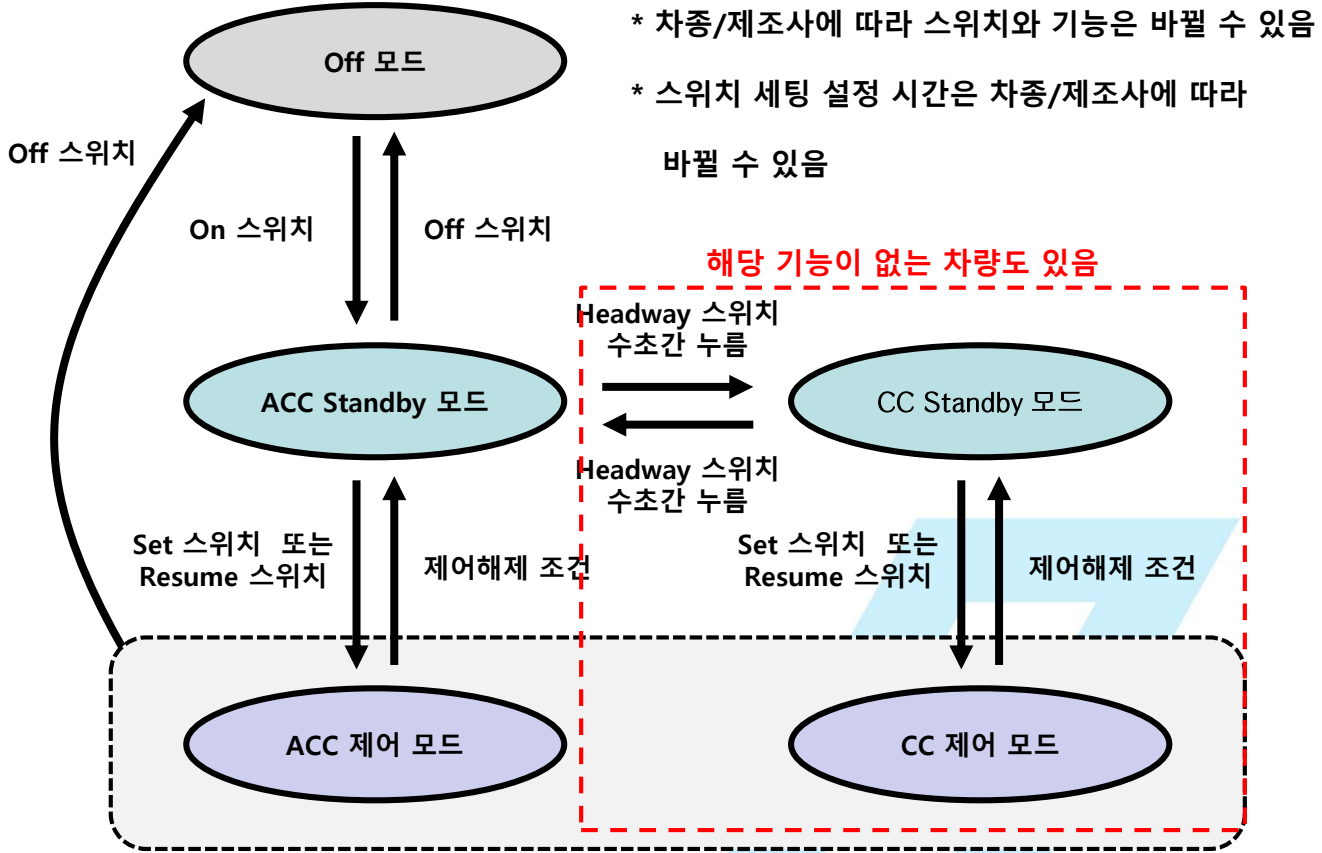 * 차종/제조사에 따라 스위치와 기능은 바뀔 수 있음
Off 모드
* 스위치 세팅 설정 시간은 차종/제조사에 따라
바뀔 수 있음
Off 스위치
On 스위치
Off 스위치
해당 기능이 없는 차량도 있음
Headway 스위치
수초간 누름
ACC Standby 모드
CC Standby 모드
Headway 스위치
수초간 누름
Set 스위치 또는
Resume 스위치
제어해제 조건
Set 스위치 또는
Resume 스위치
제어해제 조건
ACC 제어 모드
CC 제어 모드